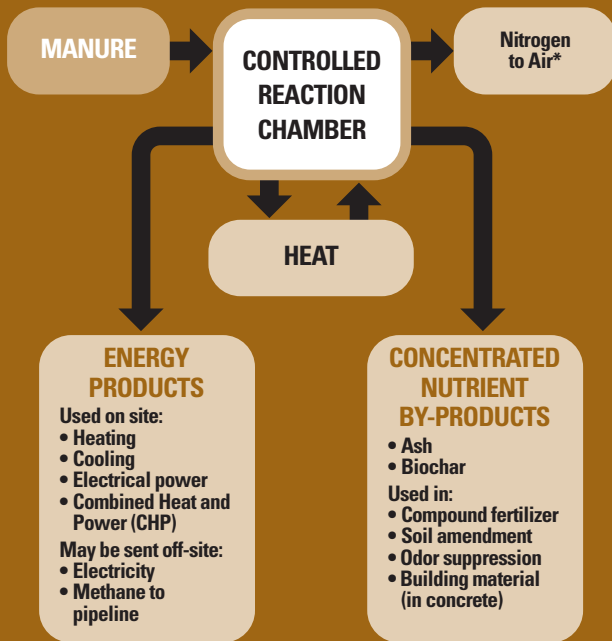 MANURE
CONTROLLED
REACTION
CHAMBER
Nitrogen
to Air*
HEAT
ENERGY
PRODUCTS
Used on site:
• Heating
• Cooling
• Electrical power
• Combined Heat and
Power (CHP)
May be sent off-site:
• Electricity
• Methane to
pipeline
CONCENTRATED
NUTRIENT
BY-PRODUCTS
• Ash
• Biochar
Used in:
• Compound fertilizer
• Soil amendment
• Odor suppression
• Building material
(in concrete)